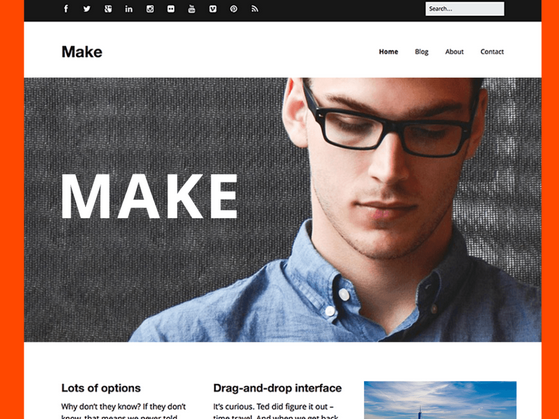 Search...
Make
Home Blog About Contact
MAKE
Lots of options
Drag-and-drop interface
Why don't they know? If they don't
It's curious. Ted did figure it out –
know, that means we never told
time travel. And when we get back